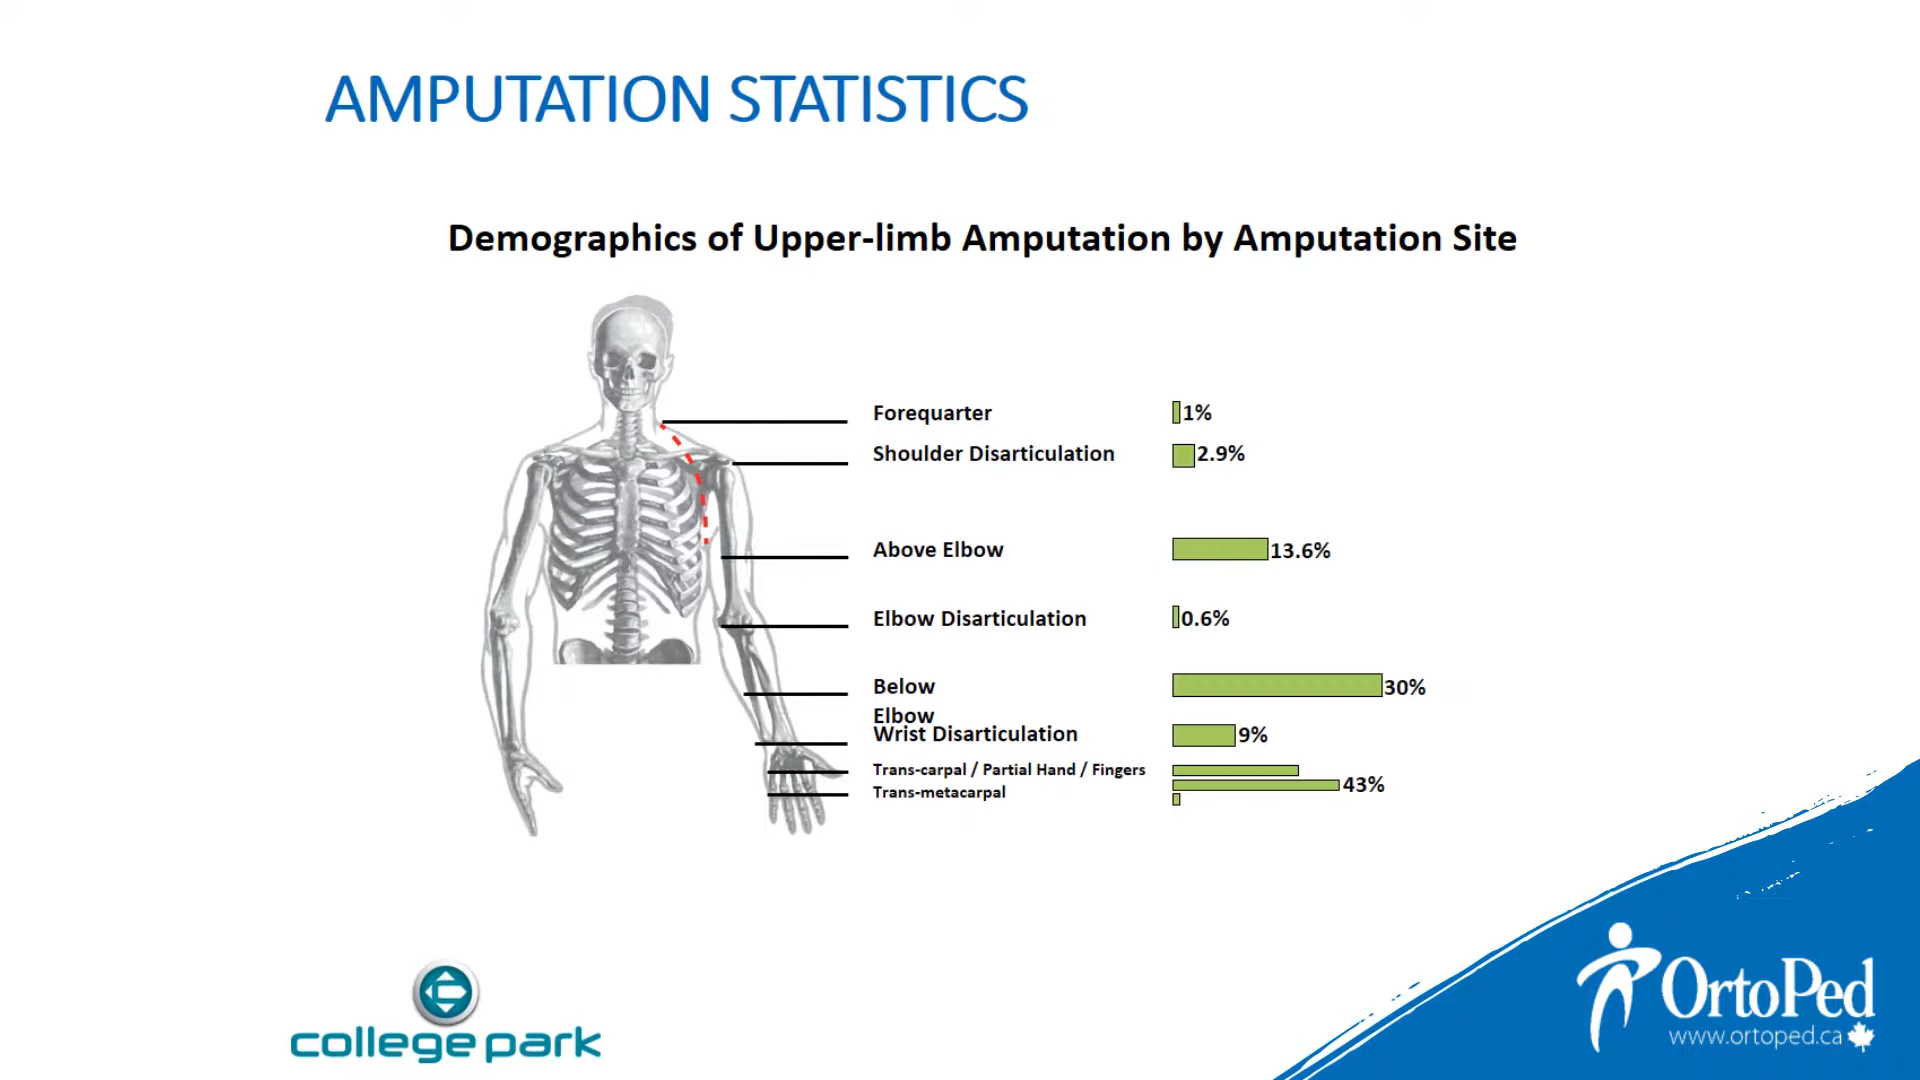 AMPUTATION STATISTICS
Demographics of Upper-limb Amputation by Amputation Site
Forequarter 1%
Shoulder Disarticulation 2.9%
Above Elbow 13.6%
Elbow Disarticulation 0.6%
Below 30%
Elbow
Wrist Disarticulation 9%
Trans-carpal / Partial Hand / Fingers
43%
Trans-metacarpal
college park
OrtoPed
www.ortoped.ca